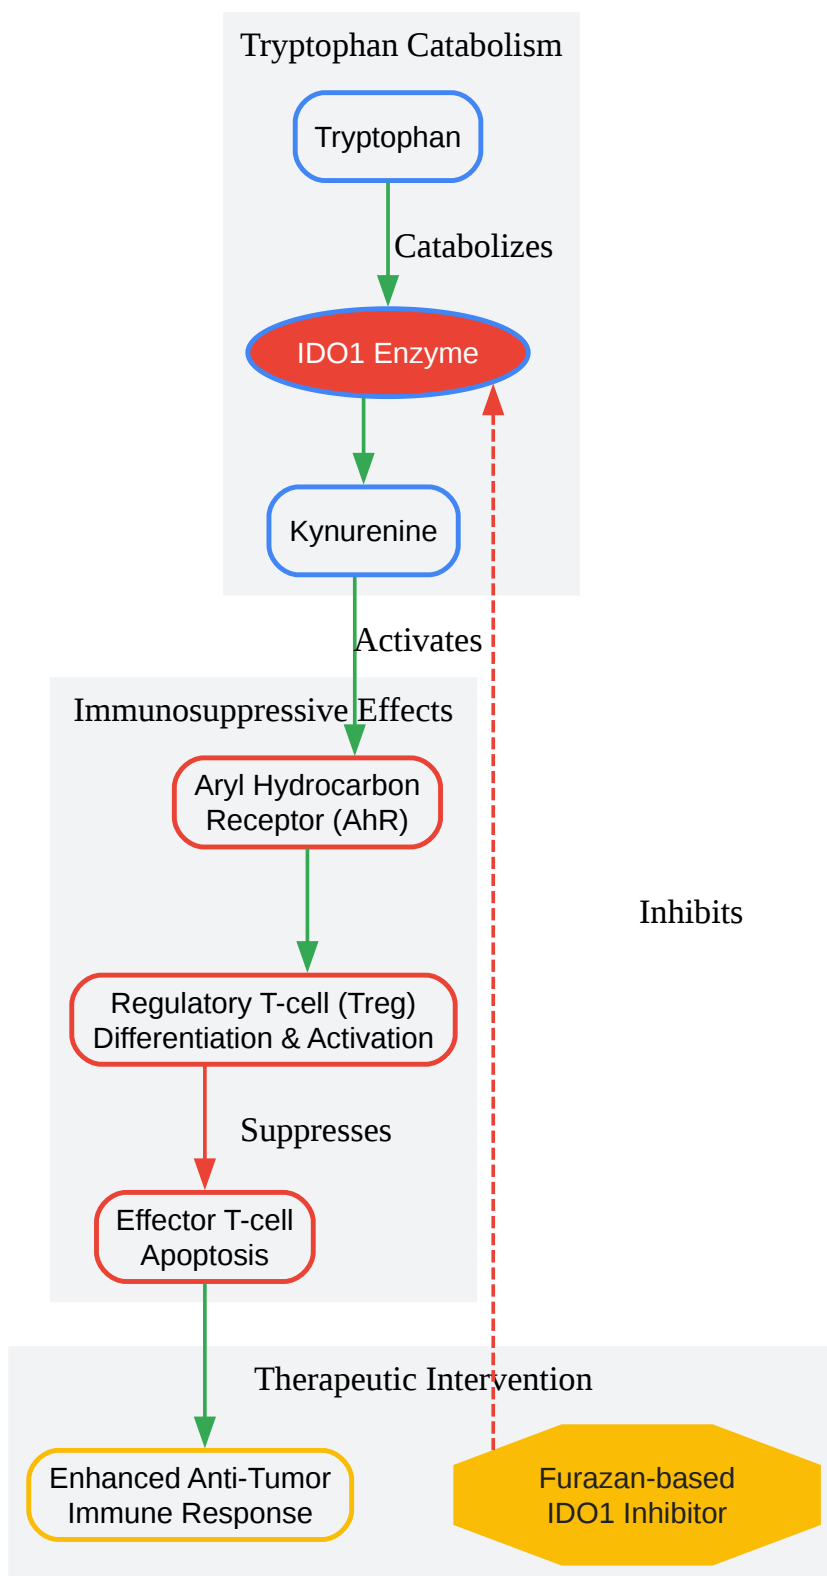 Tryptophan Catabolism
Tryptophan
Catabolizes
IDO1 Enzyme
Kynurenine
Activates
Immunosuppressive Effects
Aryl Hydrocarbon
Receptor (AhR)
Inhibits
Regulatory T-cell (Treg)
Differentiation & Activation
Suppresses
Effector T-cell
Apoptosis
Therapeutic Intervention
Enhanced Anti-Tumor
Immune Response
Furazan-based
IDO1 Inhibitor